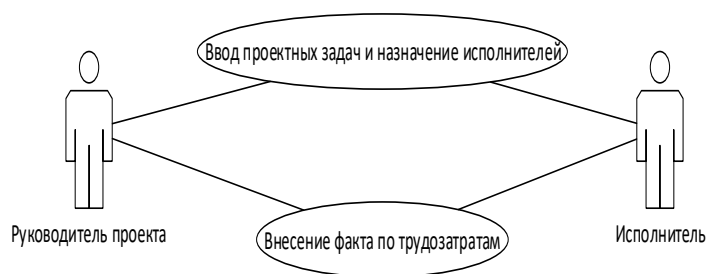 Ввод проектных задач и назначение исполнителей
Руководитель проекта
Внесение факта по трудозатратам
Исполнитель